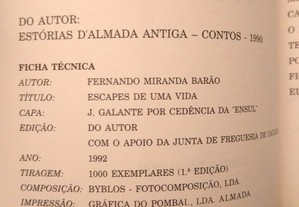 DO AUTOR:
ESTÓRIAS D'ALMADA ANTIGA – CONTOS - 1990
FICHA TÉCNICA
AUTOR: FERNANDO MIRANDA BARÃO
TÍTULO: ESCAPES DE UMA VIDA
CAPA: J. GALANTE POR CEDÊNCIA DA "ENSUL"
EDIÇÃO: DO AUTOR
COM O APOIO DA JUNTA DE FREGUESIA DE
ANO: 1992
TIRAGEM: 1000 EXEMPLARES (1.ª EDIÇÃO)
COMPOSIÇÃO: BYBLOS - FOTOCOMPOSIÇÃO, LDA.
IMPRESSÃO: GRÁFICA DO POMBAL, LDA. ALMADA